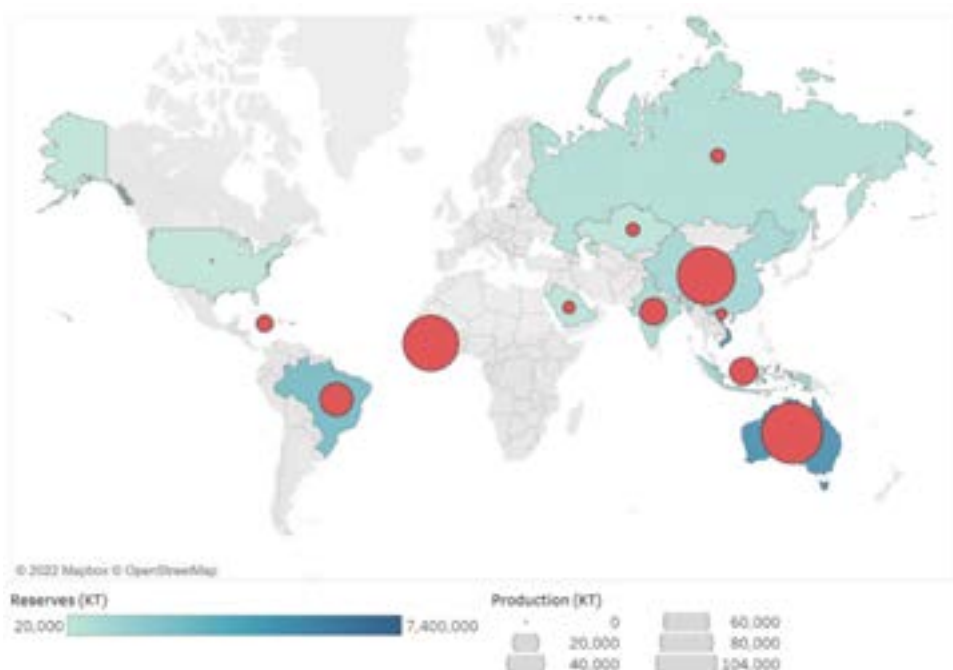 © 2022 Mapbox © OpenStreetMap
Reserves (KT)
20,000 7,400,000
Production (KT)
0 60,000
20,000 80,000
40,000 104,000